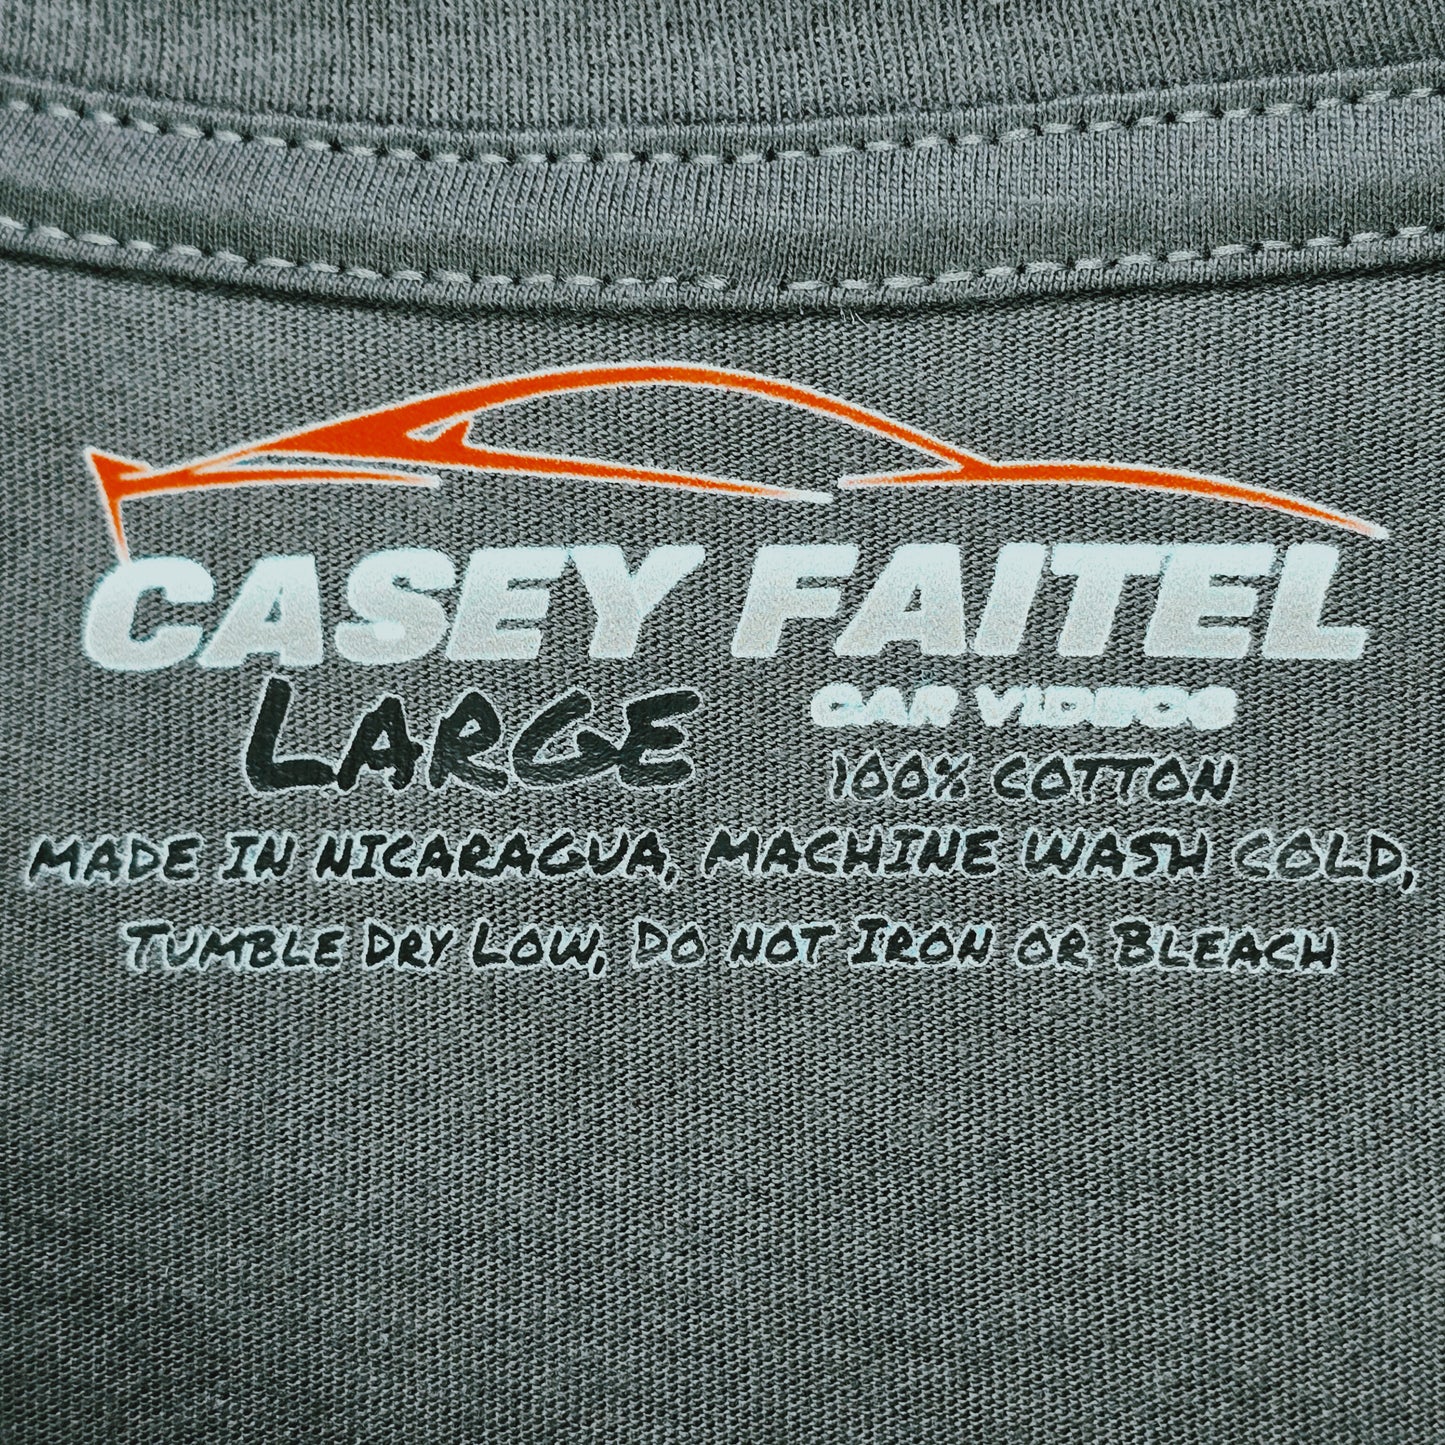 CASEY FAITEL
CAR VIDEOS
LARGE
100% COTTON
MADE IN NICARAGUA, MACHINE WASH COLD,
TUMBLE DRY LOW, DO NOT IRON OR BLEACH